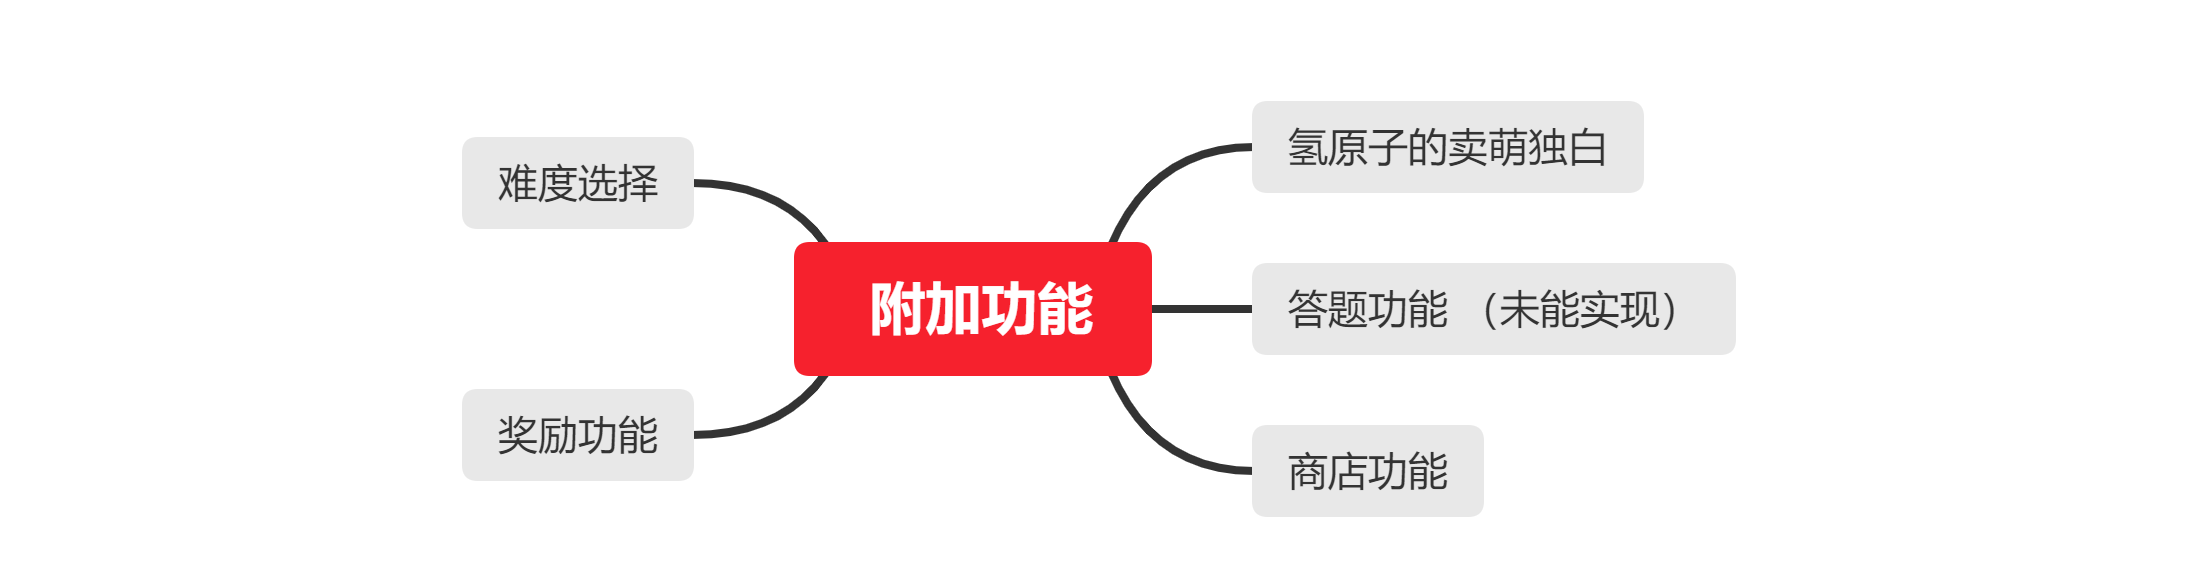 难度选择
奖励功能
附加功能
氢原子的卖萌独白
答题功能 （未能实现）
商店功能